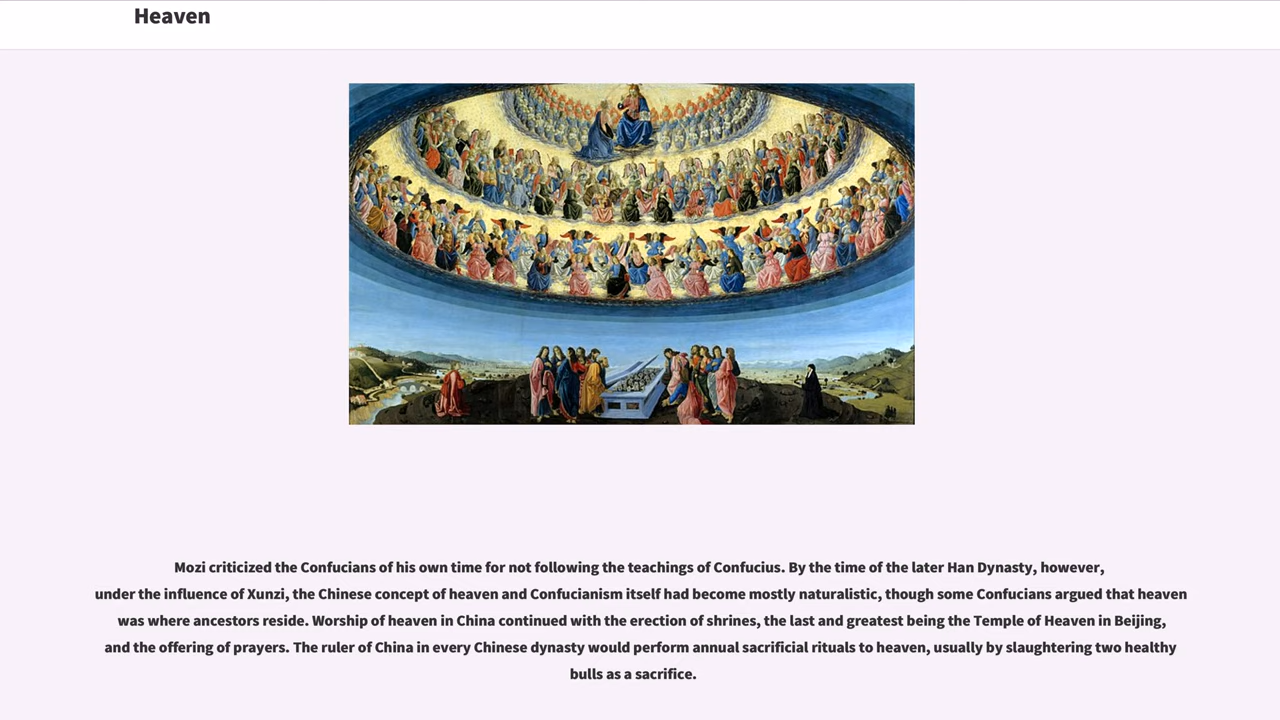 Heaven
Mozi criticized the Confucians of his own time for not following the teachings of Confucius. By the time of the later Han Dynasty, however,
under the influence of Xunzi, the Chinese concept of heaven and Confucianism itself had become mostly naturalistic, though some Confucians argued that heaven
was where ancestors reside. Worship of heaven in China continued with the erection of shrines, the last and greatest being the Temple of Heaven in Beijing,
and the offering of prayers. The ruler of China in every Chinese dynasty would perform annual sacrificial rituals to heaven, usually by slaughtering two healthy
bulls as a sacrifice.